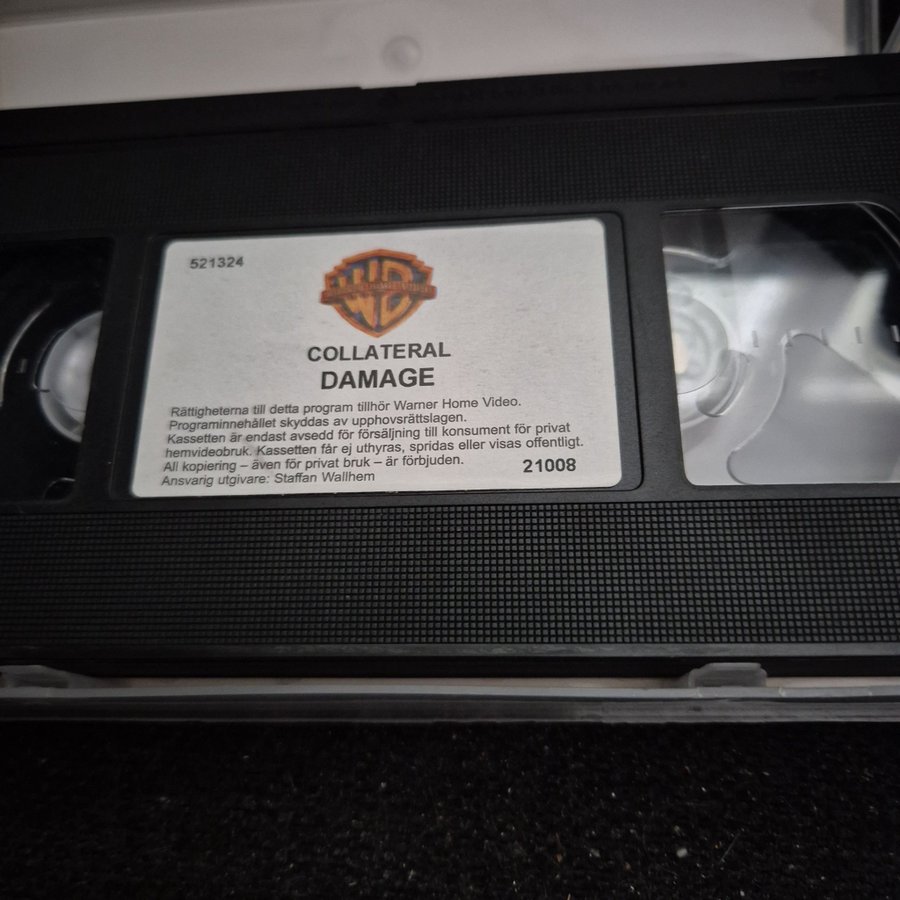 521324
COLLATERAL
DAMAGE
Rättigheterna till detta program tillhör Warner Home Video.
Programinnehållet skyddas av upphovsrättslagen.
Kassetten är endast avsedd för försäljning till konsument för privat
hemvideobruk. Kassetten får ej uthyras, spridas eller visas offentligt.
All kopiering – även för privat bruk – är förbjuden.
21008
Ansvarig utgivare: Staffan Wallhem